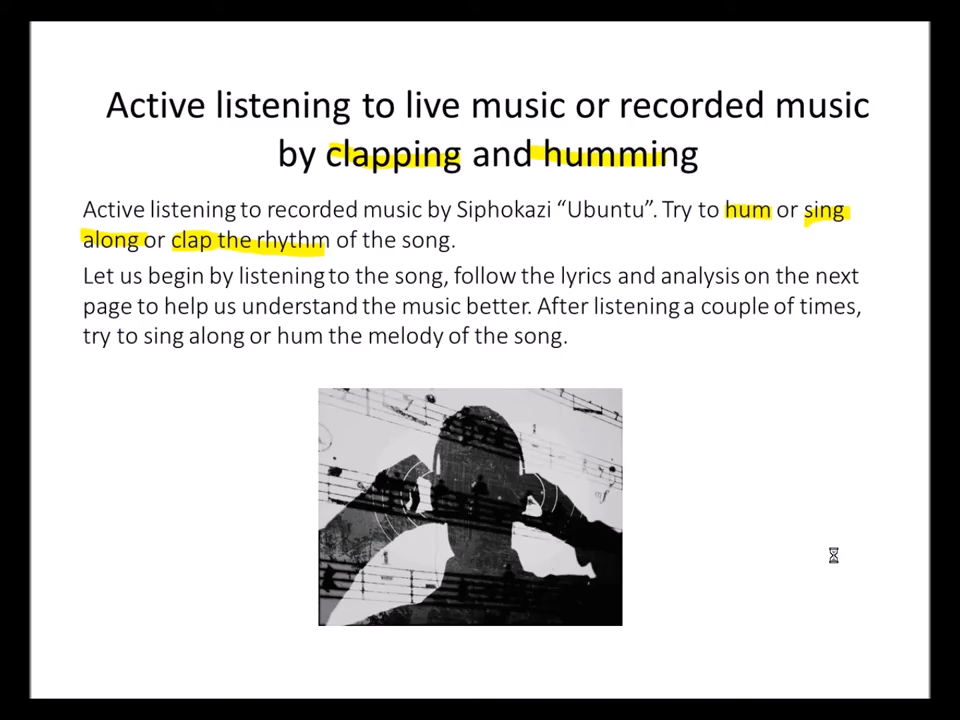 Active listening to live music or recorded music
by clapping and humming
Active listening to recorded music by Siphokazi “Ubuntu”. Try to hum or sing
along or clap the rhythm of the song.
Let us begin by listening to the song, follow the lyrics and analysis on the next
page to help us understand the music better. After listening a couple of times,
try to sing along or hum the melody of the song.